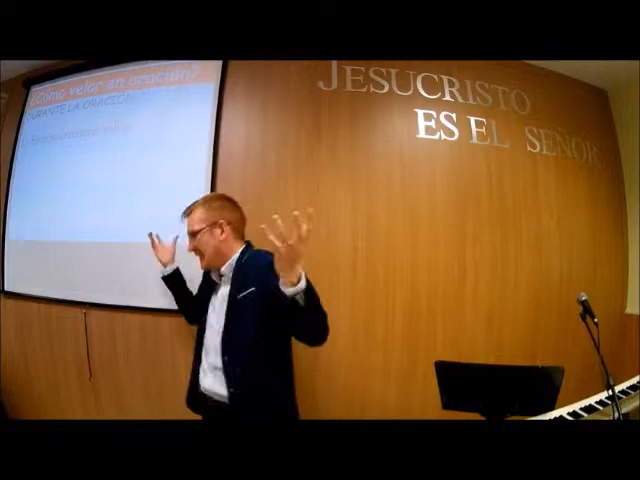 ¿Cómo velar en oración?
DURANTE LA ORACIÓN
JESUCRISTO
ES EL SEÑOR